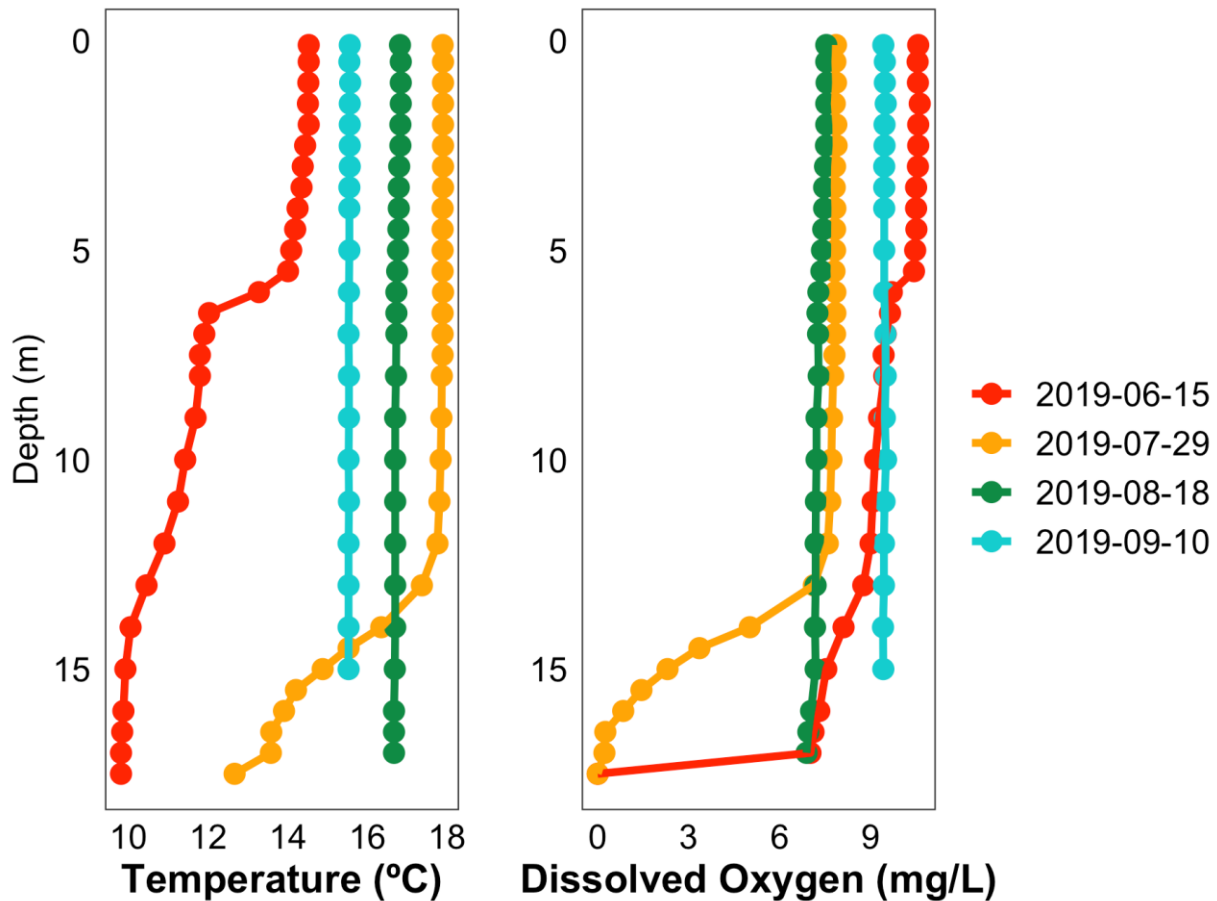 0
5
10
15
Depth (m)
10 12 14 16 18
Temperature (ºC)
0
5
10
15
0 3 6 9
Dissolved Oxygen (mg/L)
2019-06-15
2019-07-29
2019-08-18
2019-09-10